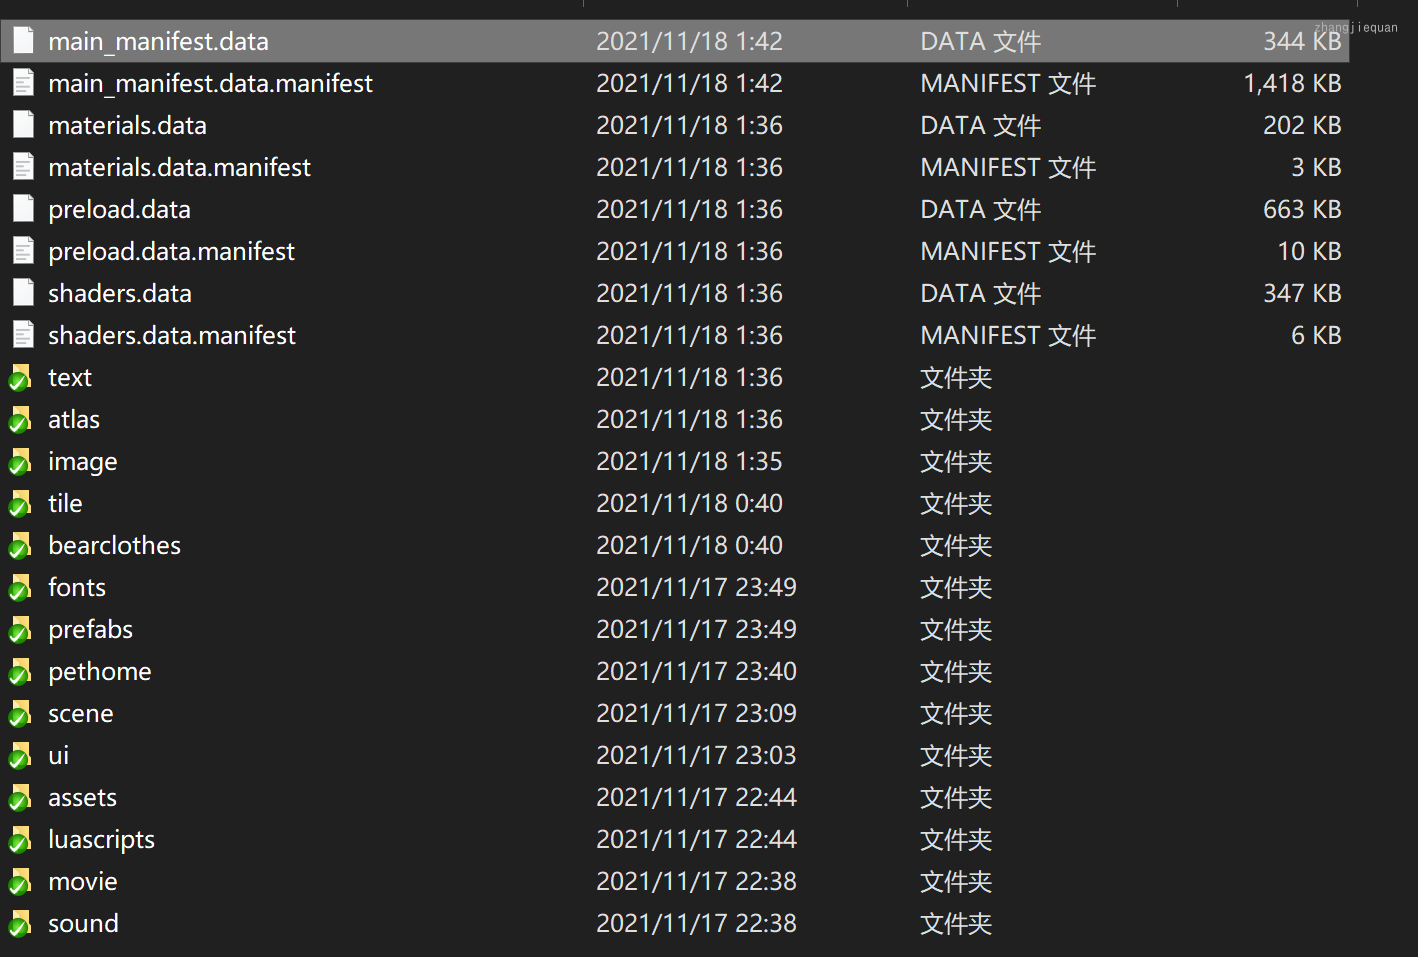 zhangjiequan
main_manifest.data 2021/11/18 1:42 DATA 文件 344 KB
main_manifest.data.manifest 2021/11/18 1:42 MANIFEST 文件 1,418 KB
materials.data 2021/11/18 1:36 DATA 文件 202 KB
materials.data.manifest 2021/11/18 1:36 MANIFEST 文件 3 KB
preload.data 2021/11/18 1:36 DATA 文件 663 KB
preload.data.manifest 2021/11/18 1:36 MANIFEST 文件 10 KB
shaders.data 2021/11/18 1:36 DATA 文件 347 KB
shaders.data.manifest 2021/11/18 1:36 MANIFEST 文件 6 KB
text 2021/11/18 1:36 文件夹
atlas 2021/11/18 1:36 文件夹
image 2021/11/18 1:35 文件夹
tile 2021/11/18 0:40 文件夹
bearclothes 2021/11/18 0:40 文件夹
fonts 2021/11/17 23:49 文件夹
prefabs 2021/11/17 23:49 文件夹
pethome 2021/11/17 23:40 文件夹
scene 2021/11/17 23:09 文件夹
ui 2021/11/17 23:03 文件夹
assets 2021/11/17 22:44 文件夹
luascripts 2021/11/17 22:44 文件夹
movie 2021/11/17 22:38 文件夹
sound 2021/11/17 22:38 文件夹